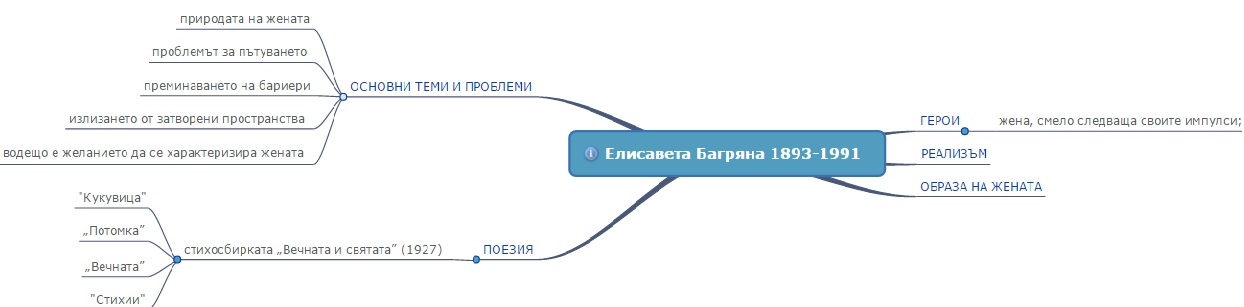 природата на жената
проблемът за пътуването
преминаването на бариери
излизането от затворени пространства
водещо е желанието да се характеризира жената
ОСНОВНИ ТЕМИ И ПРОБЛЕМИ
Елисавета Багряна 1893-1991
ГЕРОИ
жена, смело следваща своите импулси;
РЕАЛИЗЪМ
ОБРАЗА НА ЖЕНАТА
"Кукувица"
„Потомка”
„Вечната”
"Стихии"
стихосбирката „Вечната и святата” (1927)
ПОЕЗИЯ